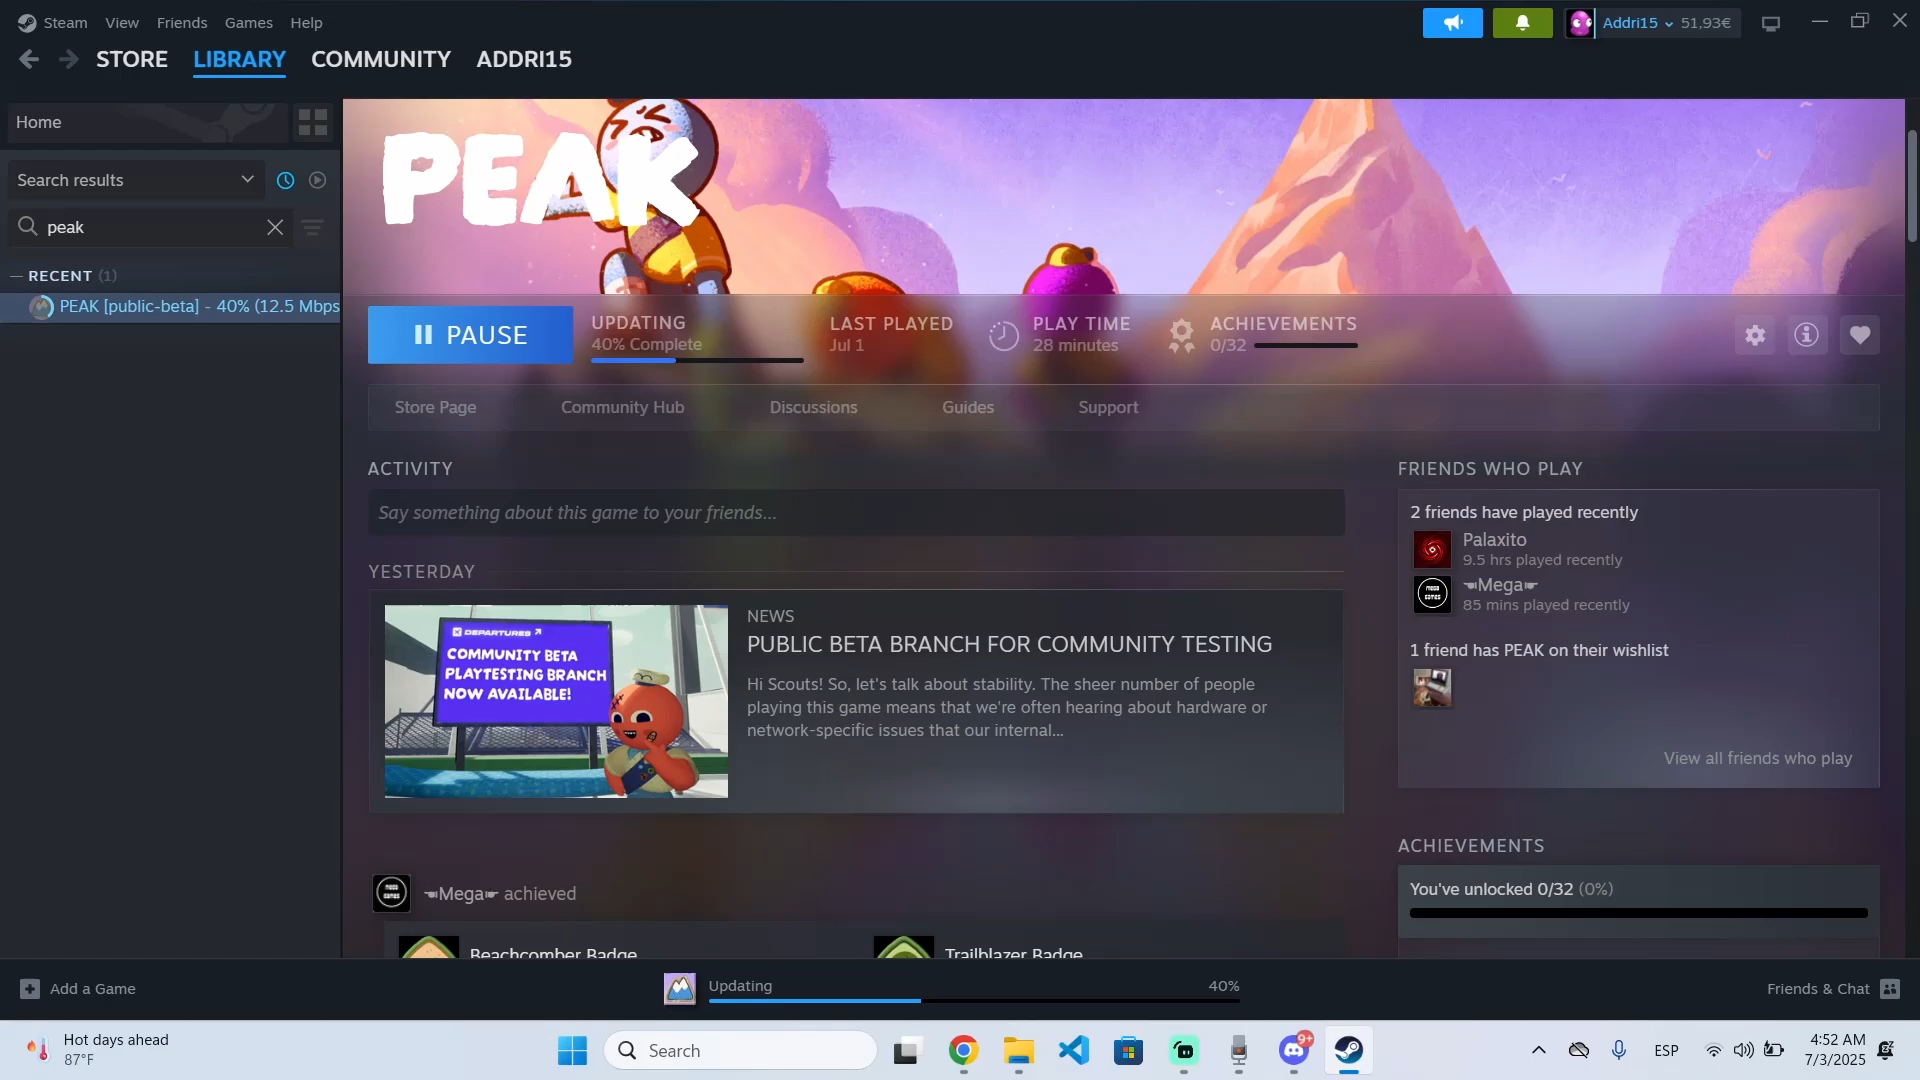 Steam View Friends Games Help
Addri15 51,93€
STORE LIBRARY COMMUNITY ADDRI15
Home
Search results
peak
— RECENT (1)
PEAK [public-beta] - 40% (12.5 Mbps
PEAK
PAUSE
UPDATING
40% Complete
LAST PLAYED
Jul 1
PLAY TIME
28 minutes
ACHIEVEMENTS
0/32
Store Page Community Hub Discussions Guides Support
ACTIVITY
Say something about this game to your friends...
YESTERDAY
DEPARTURES
COMMUNITY BETA
PLAYTESTING BRANCH
NOW AVAILABLE!
NEWS
PUBLIC BETA BRANCH FOR COMMUNITY TESTING
Hi Scouts! So, let's talk about stability. The sheer number of people
playing this game means that we're often hearing about hardware or
network-specific issues that our internal...
☚Mega☛ achieved
Beachcomber Badge
Trailblazer Badge
FRIENDS WHO PLAY
2 friends have played recently
Palaxito
9.5 hrs played recently
☚Mega☛
85 mins played recently
1 friend has PEAK on their wishlist
View all friends who play
ACHIEVEMENTS
You've unlocked 0/32 (0%)
Add a Game
Updating 40%
Friends & Chat
Hot days ahead
87°F
Search
9+
ESP
4:52 AM
7/3/2025